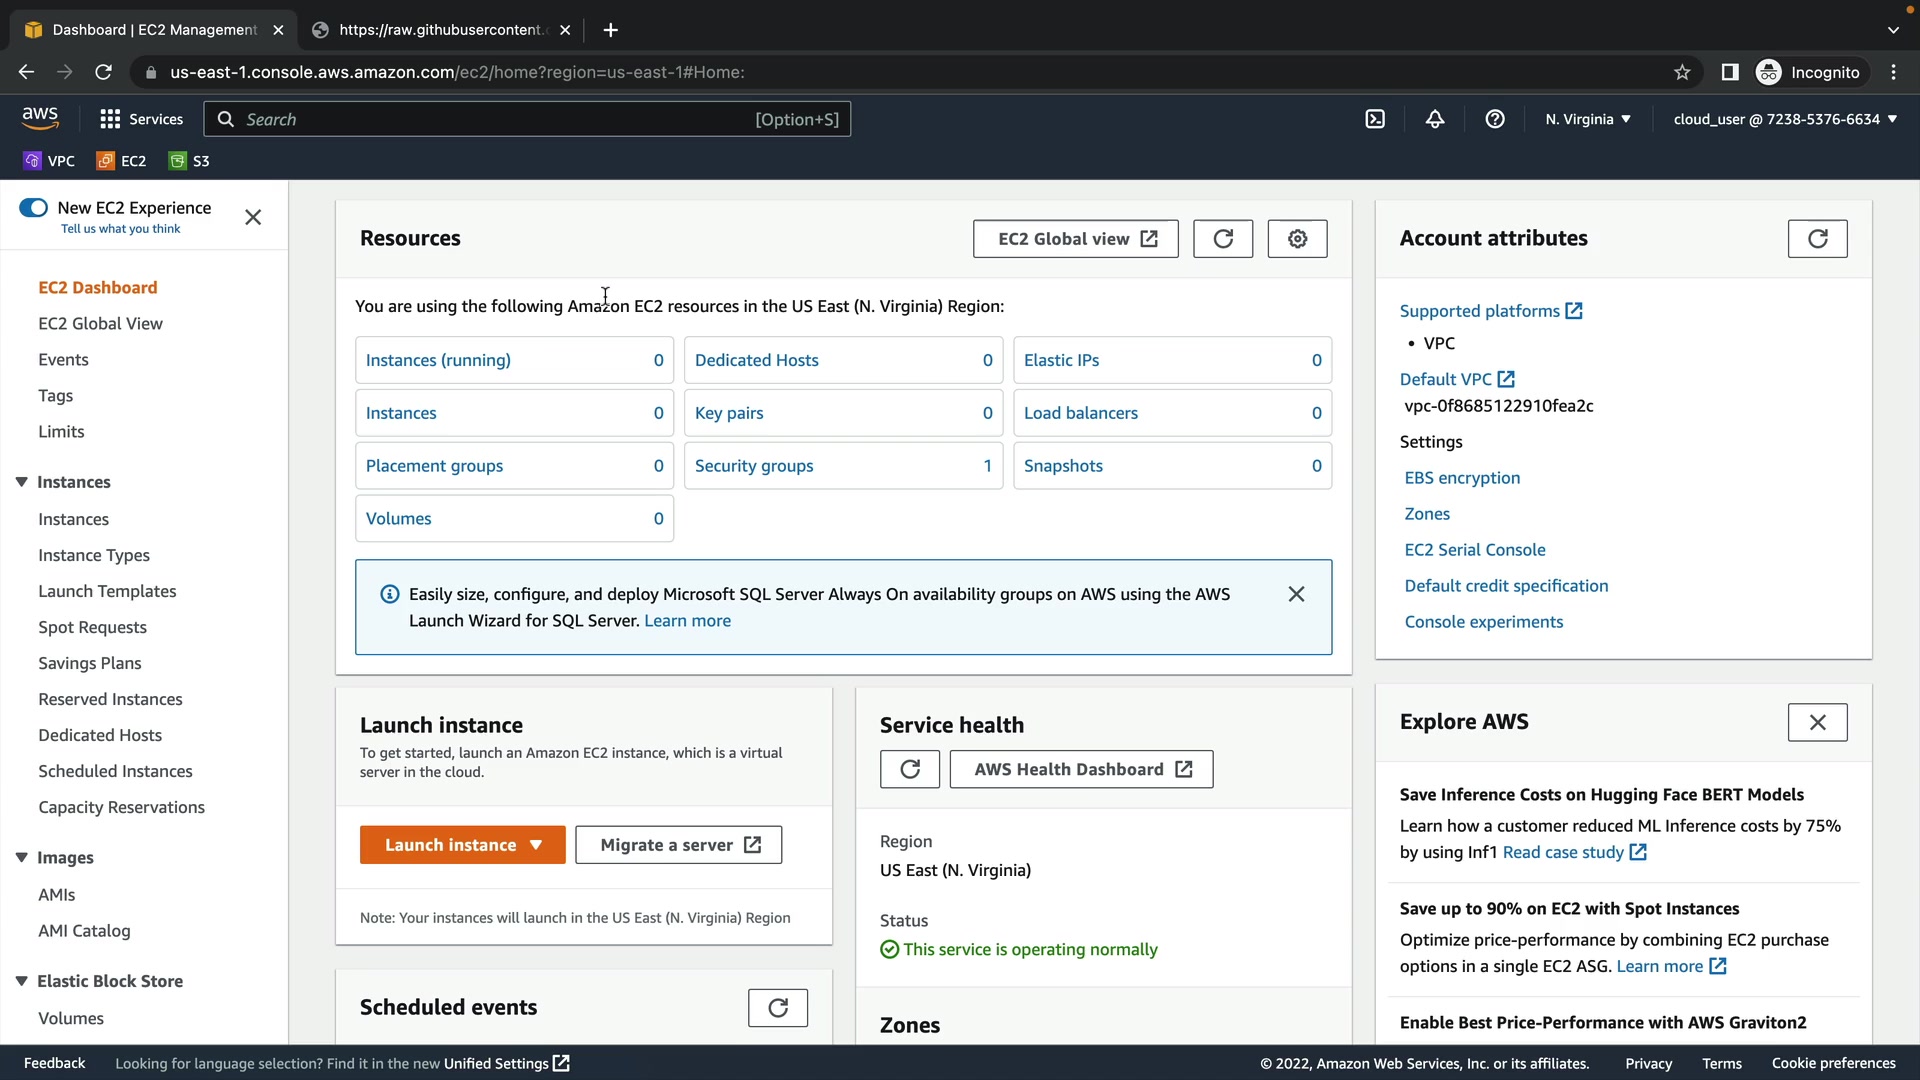 Dashboard | EC2 Management
https://raw.githubusercontent.
us-east-1.console.aws.amazon.com/ec2/home?region=us-east-1#Home:
Incognito
aws
Services
Search
[Option+S]
N. Virginia
cloud_user @ 7238-5376-6634
VPC
EC2
S3
New EC2 Experience
Tell us what you think
EC2 Dashboard
EC2 Global View
Events
Tags
Limits
Instances
Instances
Instance Types
Launch Templates
Spot Requests
Savings Plans
Reserved Instances
Dedicated Hosts
Scheduled Instances
Capacity Reservations
Images
AMIs
AMI Catalog
Elastic Block Store
Volumes
Resources
EC2 Global view
You are using the following Amazon EC2 resources in the US East (N. Virginia) Region:
Instances (running) 0
Dedicated Hosts 0
Elastic IPs 0
Instances 0
Key pairs 0
Load balancers 0
Placement groups 0
Security groups 1
Snapshots 0
Volumes 0
Easily size, configure, and deploy Microsoft SQL Server Always On availability groups on AWS using the AWS
Launch Wizard for SQL Server. Learn more
Launch instance
To get started, launch an Amazon EC2 instance, which is a virtual
server in the cloud.
Launch instance
Migrate a server
Note: Your instances will launch in the US East (N. Virginia) Region
Scheduled events
Service health
AWS Health Dashboard
Region
US East (N. Virginia)
Status
This service is operating normally
Zones
Account attributes
Supported platforms
• VPC
Default VPC
vpc-0f8685122910fea2c
Settings
EBS encryption
Zones
EC2 Serial Console
Default credit specification
Console experiments
Explore AWS
Save Inference Costs on Hugging Face BERT Models
Learn how a customer reduced ML Inference costs by 75%
by using Inf1 Read case study
Save up to 90% on EC2 with Spot Instances
Optimize price-performance by combining EC2 purchase
options in a single EC2 ASG. Learn more
Enable Best Price-Performance with AWS Graviton2
Feedback
Looking for language selection? Find it in the new Unified Settings
© 2022, Amazon Web Services, Inc. or its affiliates.
Privacy
Terms
Cookie preferences